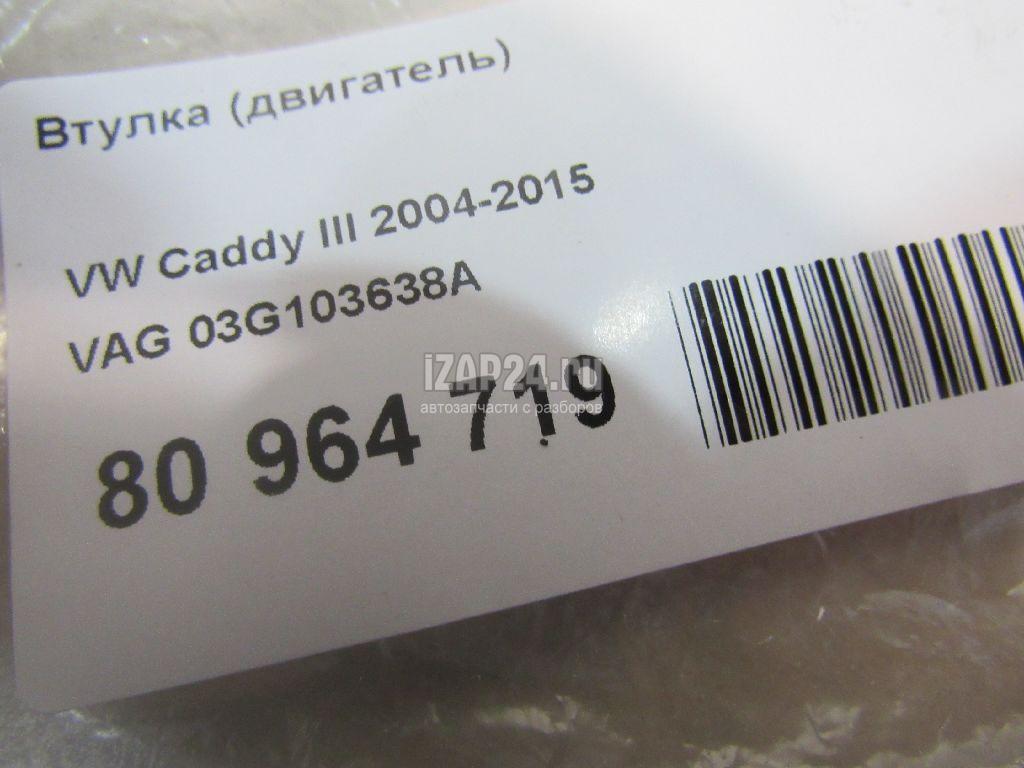 Втулка (двигатель)
VW Caddy III 2004-2015
VAG 03G103638A
iZAP24.ru
автозапчасти с разборов
80 964 719